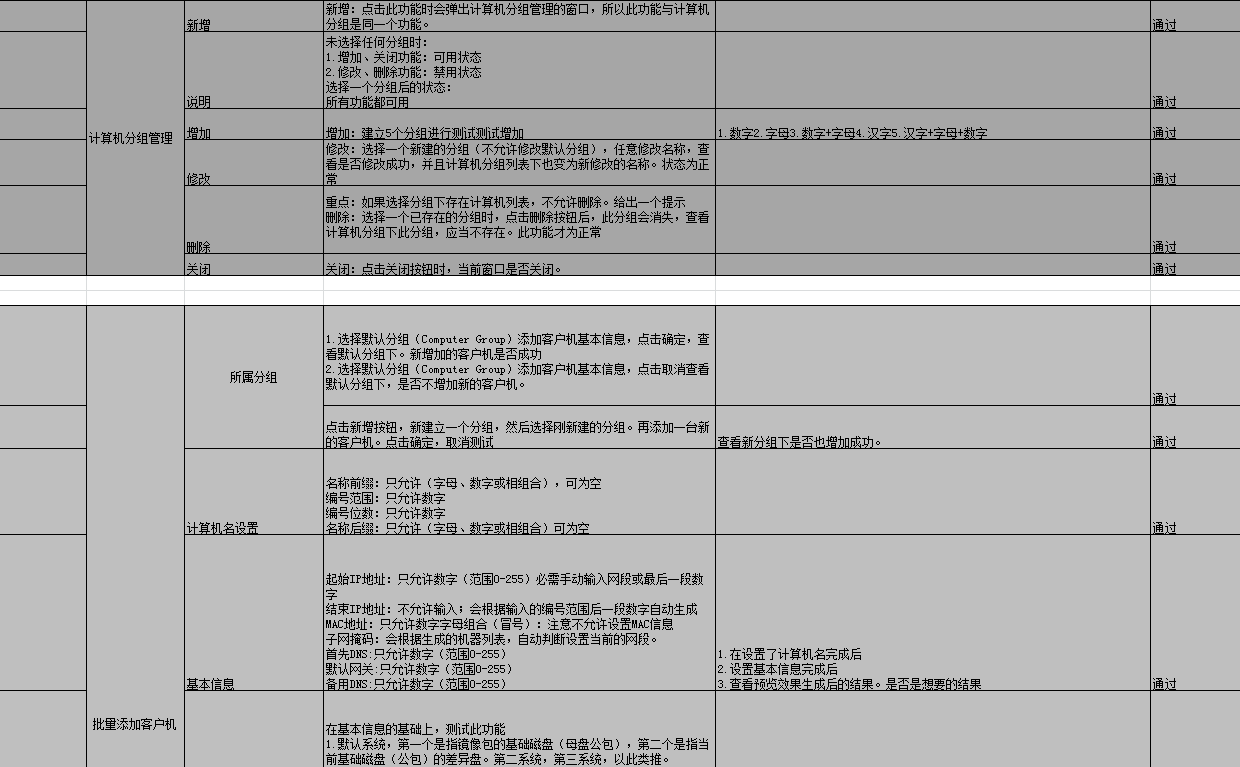 新增：点击此功能时会弹出计算机分组管理的窗口，所以此功能与计算机
分组是同一个功能。
新增
通过
未选择任何分组时：
1.增加、关闭功能：可用状态
2.修改、删除功能：禁用状态
选择一个分组后的状态：
所有功能都可用
说明
通过
计算机分组管理
增加
增加：建立5个分组进行测试测试增加
1.数字2.字母3.数字+字母4.汉字5.汉字+字母+数字
通过
修改：选择一个新建的分组（不允许修改默认分组），任意修改名称，查
看是否修改成功，并且计算机分组列表下也变为新修改的名称。状态为正
常
修改
通过
重点：如果选择分组下存在计算机列表，不允许删除。给出一个提示
删除：选择一个已存在的分组时，点击删除按钮后，此分组会消失，查看
计算机分组下此分组，应当不存在。此功能才为正常
删除
通过
关闭
关闭：点击关闭按钮时，当前窗口是否关闭。
通过
所属分组
1.选择默认分组（Computer Group）添加客户机基本信息，点击确定，查
看默认分组下。新增加的客户机是否成功
2.选择默认分组（Computer Group）添加客户机基本信息，点击取消查看
默认分组下，是否不增加新的客户机。
通过
点击新增按钮，新建立一个分组，然后选择刚新建的分组。再添加一台新
的客户机。点击确定，取消测试
查看新分组下是否也增加成功。
通过
名称前缀：只允许（字母、数字或相组合），可为空
编号范围：只允许数字
编号位数：只允许数字
名称后缀：只允许（字母、数字或相组合）可为空
计算机名设置
通过
起始IP地址：只允许数字（范围0-255）必需手动输入网段或最后一段数
字
结束IP地址：不允许输入；会根据输入的编号范围后一段数字自动生成
MAC地址：只允许数字字母组合（冒号）：注意不允许设置MAC信息
子网掩码：会根据生成的机器列表，自动判断设置当前的网段。
首先DNS:只允许数字（范围0-255）
默认网关:只允许数字（范围0-255）
备用DNS:只允许数字（范围0-255）
基本信息
1.在设置了计算机名完成后
2.设置基本信息完成后
3.查看预览效果生成后的结果。是否是想要的结果
通过
批量添加客户机
在基本信息的基础上，测试此功能
1.默认系统，第一个是指镜像包的基础磁盘（母盘公包），第二个是指当
前基础磁盘（公包）的差异盘。第二系统，第三系统，以此类推。